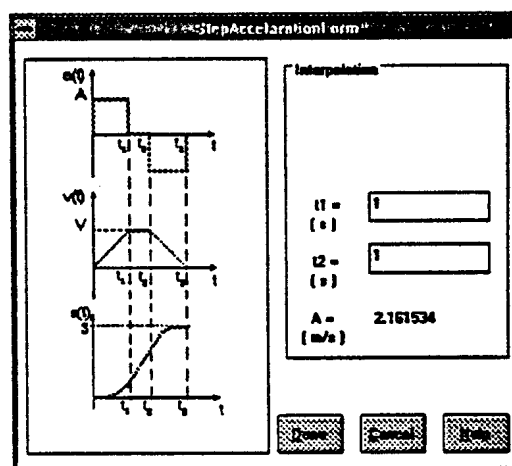 StepAccelarationForm
a(t)
A
t₁ t₂ t₃ t
v(t)
V
t₁ t₂ t₃ t
s(t)
S
t₁ t₂ t₃ t
Interpolation
t1 =
( s )
1
t2 =
( s )
1
A =
( m/s )
2.161534
Done Cancel Help